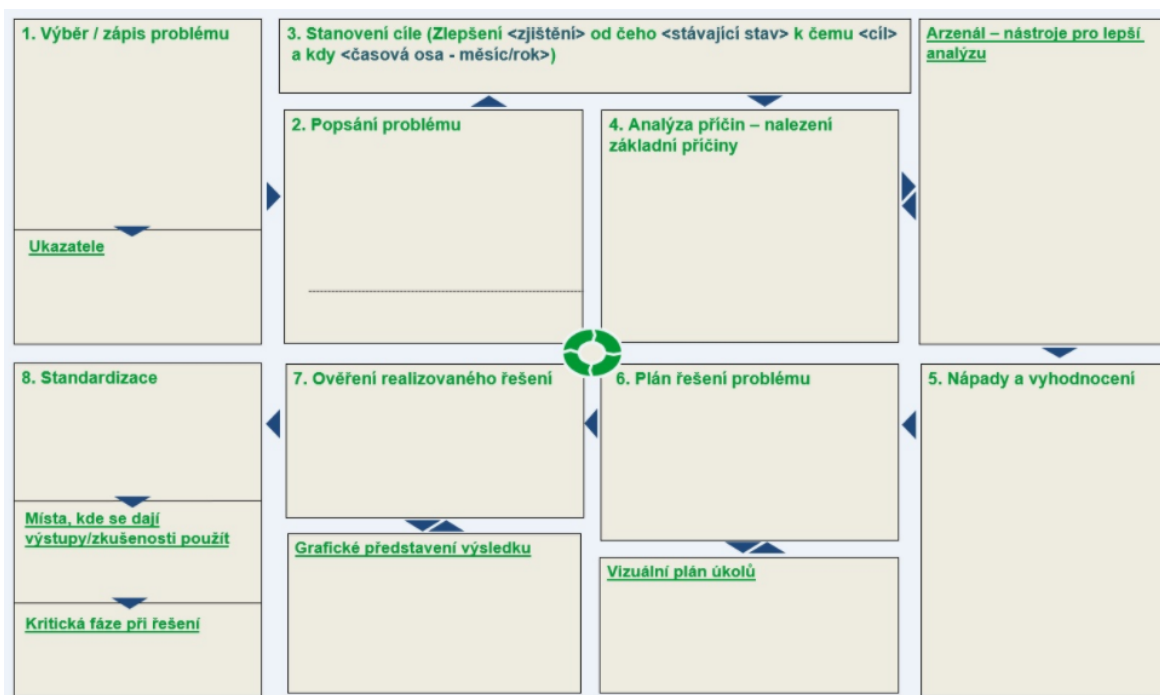 1. Výběr / zápis problému
Ukazatele
3. Stanovení cíle (Zlepšení <zjištění> od čeho <stávající stav> k čemu <cíl>
a kdy <časová osa - měsíc/rok>)
2. Popsání problému
4. Analýza příčin – nalezení
základní příčiny
Arzenál – nástroje pro lepší
analýzu
8. Standardizace
Místa, kde se dají
výstupy/zkušenosti použít
Kritická fáze při řešení
7. Ověření realizovaného řešení
Grafické představení výsledku
6. Plán řešení problému
Vizuální plán úkolů
5. Nápady a vyhodnocení